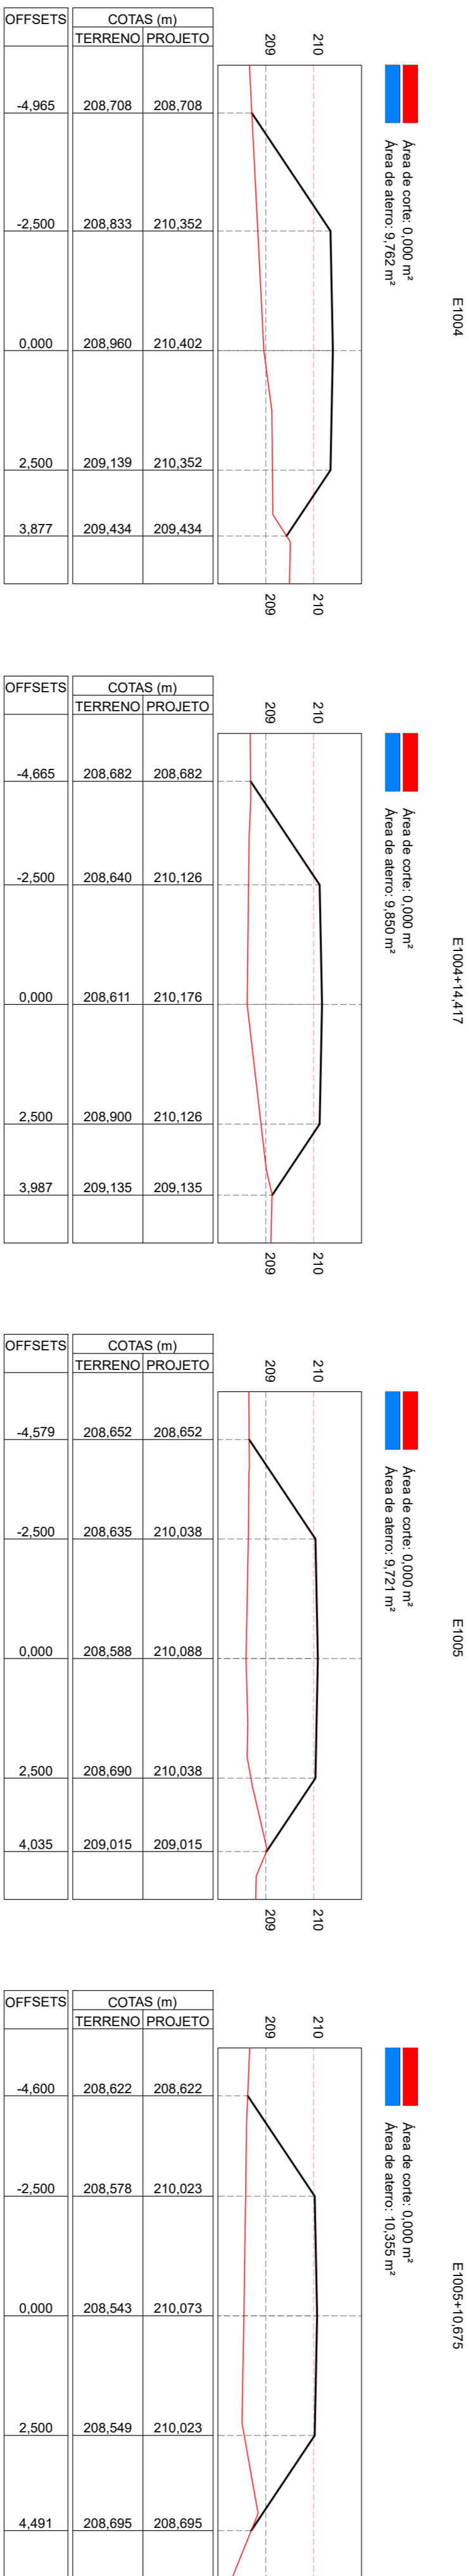 E1004
Área de corte: 0,000 m²
Área de aterro: 9,762 m²
209 210
209 210
OFFSETS COTAS (m)
TERRENO PROJETO
-4,965 208,708 208,708
-2,500 208,833 210,352
0,000 208,960 210,402
2,500 209,139 210,352
3,877 209,434 209,434
E1004+14,417
Área de corte: 0,000 m²
Área de aterro: 9,850 m²
209 210
209 210
OFFSETS COTAS (m)
TERRENO PROJETO
-4,665 208,682 208,682
-2,500 208,640 210,126
0,000 208,611 210,176
2,500 208,900 210,126
3,987 209,135 209,135
E1005
Área de corte: 0,000 m²
Área de aterro: 9,721 m²
209 210
209 210
OFFSETS COTAS (m)
TERRENO PROJETO
-4,579 208,652 208,652
-2,500 208,635 210,038
0,000 208,588 210,088
2,500 208,690 210,038
4,035 209,015 209,015
E1005+10,675
Área de corte: 0,000 m²
Área de aterro: 10,355 m²
209 210
OFFSETS COTAS (m)
TERRENO PROJETO
-4,600 208,622 208,622
-2,500 208,578 210,023
0,000 208,543 210,073
2,500 208,549 210,023
4,491 208,695 208,695